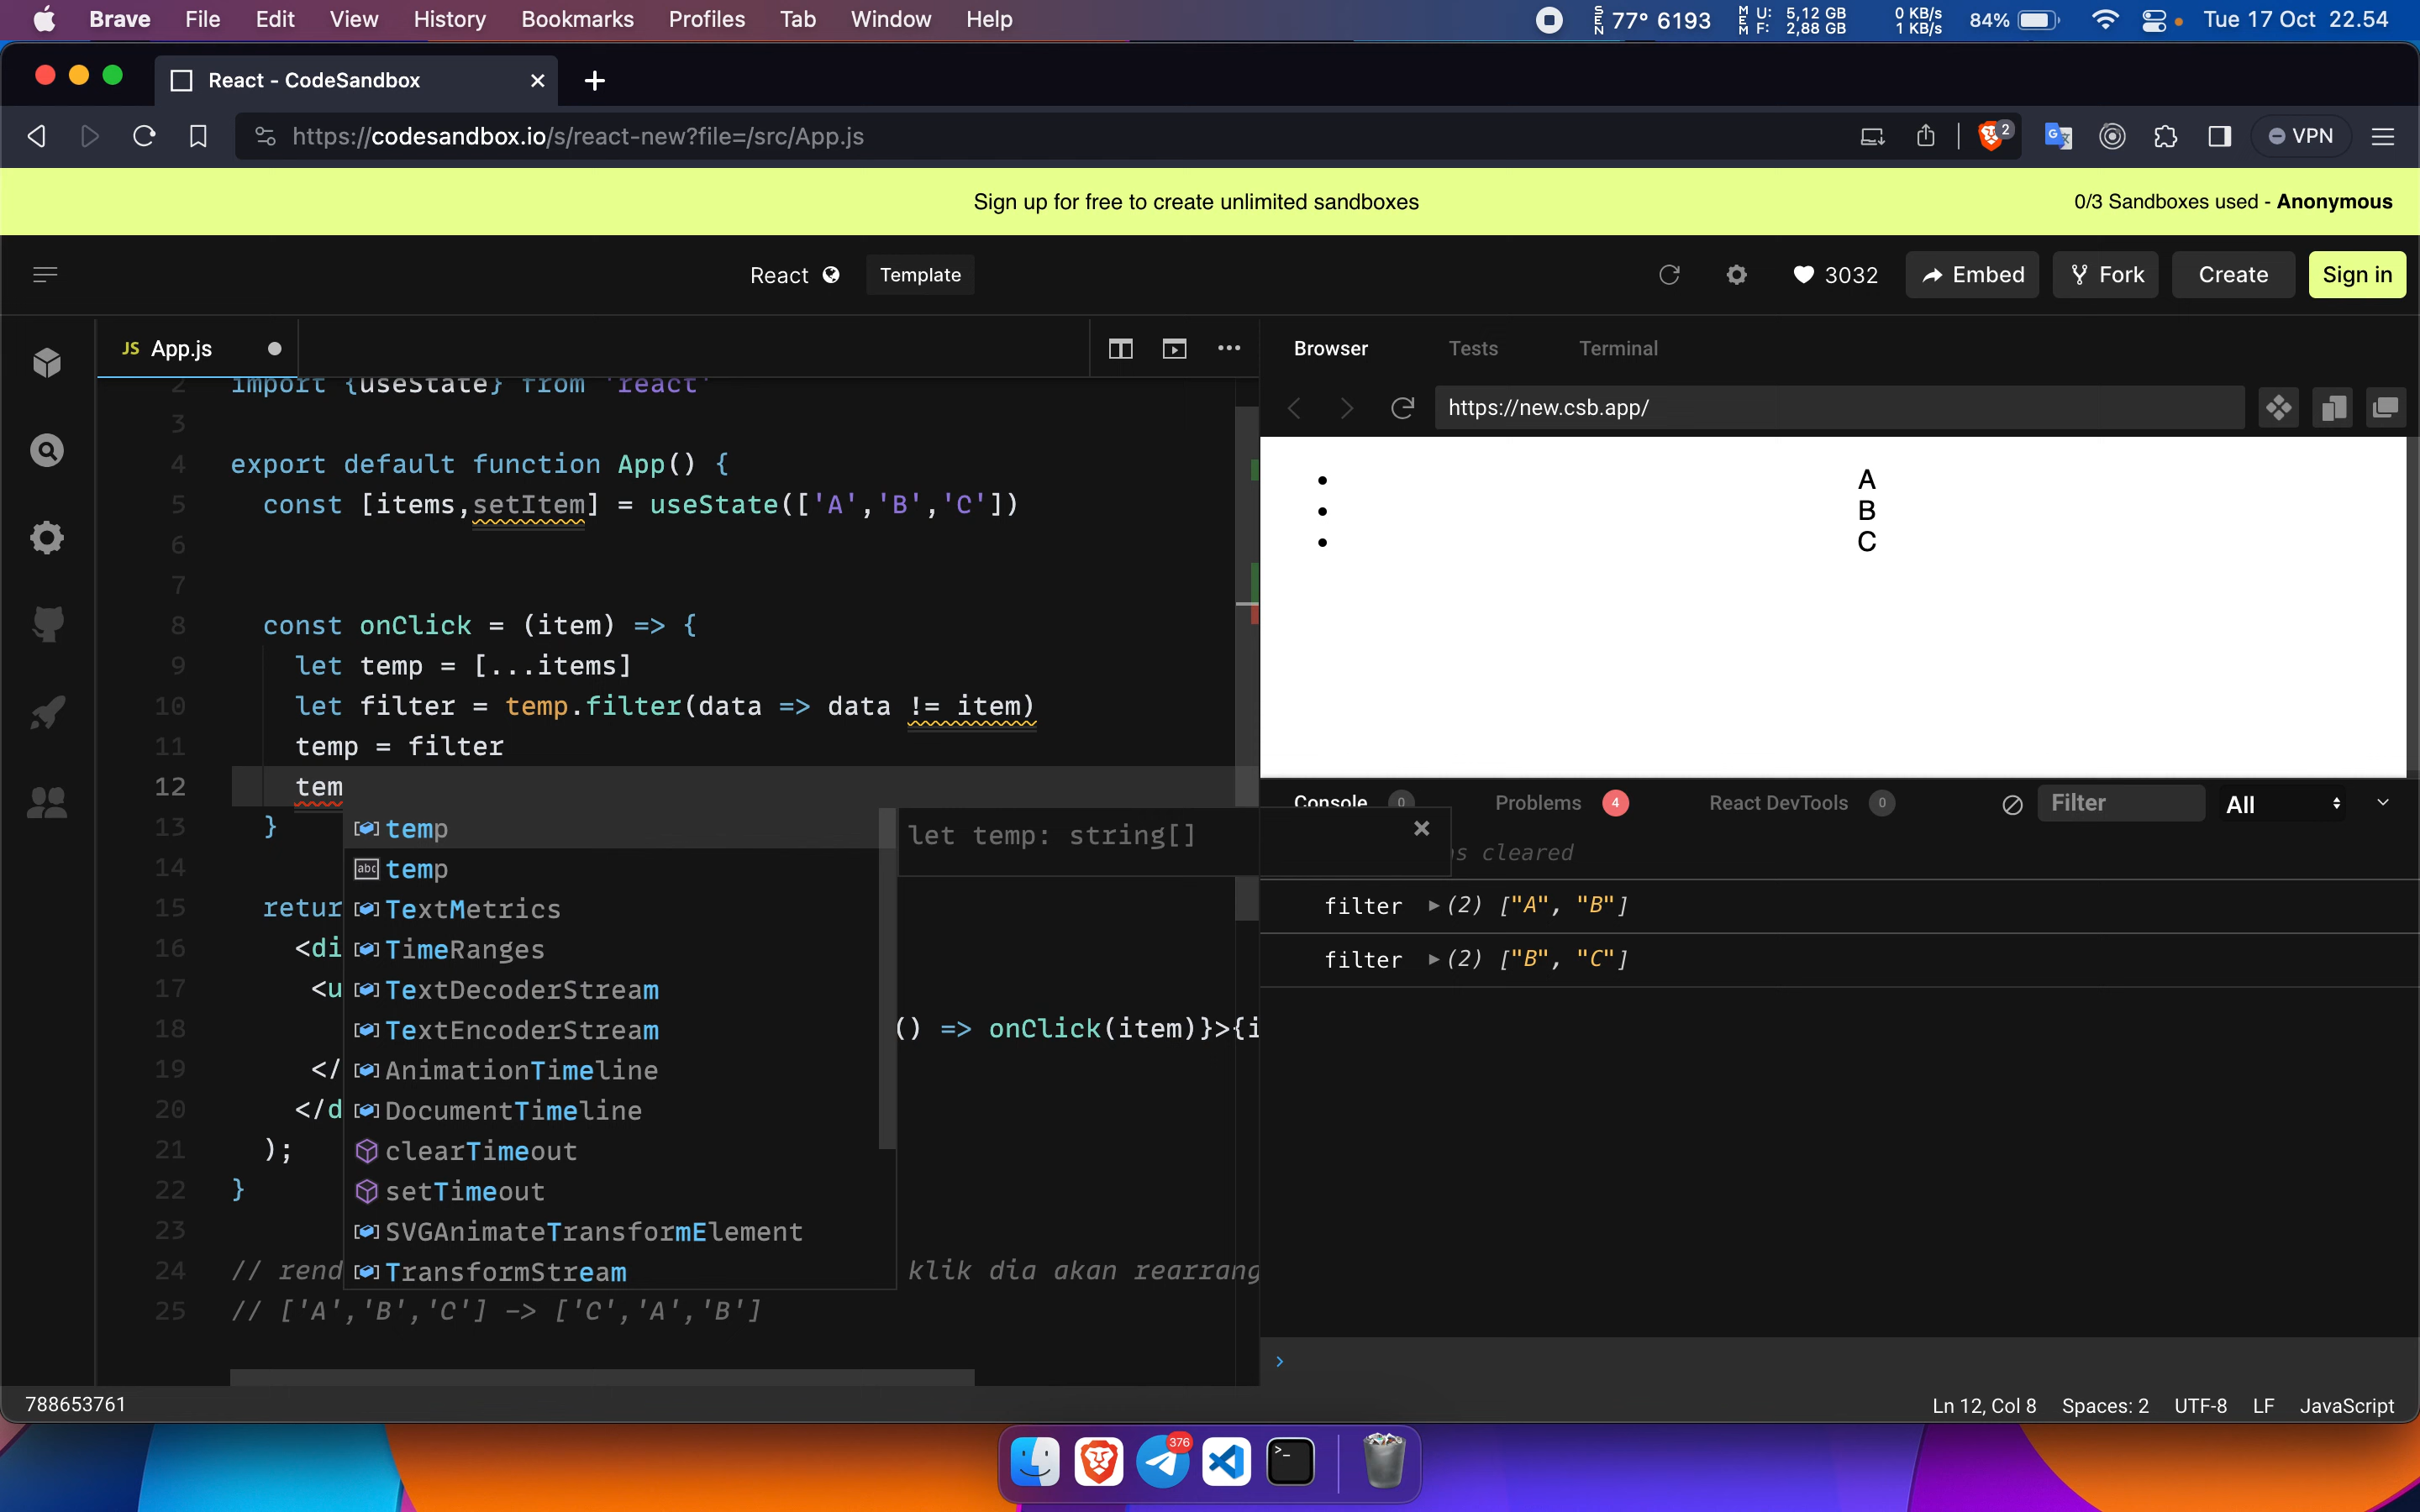 Brave File Edit View History Bookmarks Profiles Tab Window Help
SEN 77° 6193 MEM U: 5,12 GB F: 2,88 GB 0 KB/s 1 KB/s 84% Tue 17 Oct 22.54
React - CodeSandbox
https://codesandbox.io/s/react-new?file=/src/App.js
2 VPN
Sign up for free to create unlimited sandboxes
0/3 Sandboxes used - Anonymous
React Template
3032 Embed Fork Create Sign in
JS App.js
2 import {useState} from 'react'
3
4 export default function App() {
5 const [items,setItem] = useState(['A','B','C'])
6
7
8 const onClick = (item) => {
9 let temp = [...items]
10 let filter = temp.filter(data => data != item)
11 temp = filter
12 tem
13 }
14
15 retur
16 <di
17 <u
18 () => onClick(item)}>{i
19 </
20 </d
21 );
22 }
23
24 // rend klik dia akan rearrang
25 // ['A','B','C'] -> ['C','A','B']
temp
abc temp
TextMetrics
TimeRanges
TextDecoderStream
TextEncoderStream
AnimationTimeline
DocumentTimeline
clearTimeout
setTimeout
SVGAnimateTransformElement
TransformStream
let temp: string[]
Browser Tests Terminal
https://new.csb.app/
A
B
C
Console 0 Problems 4 React DevTools 0 Filter All
s cleared
filter (2) ["A", "B"]
filter (2) ["B", "C"]
788653761
Ln 12, Col 8 Spaces: 2 UTF-8 LF JavaScript
376